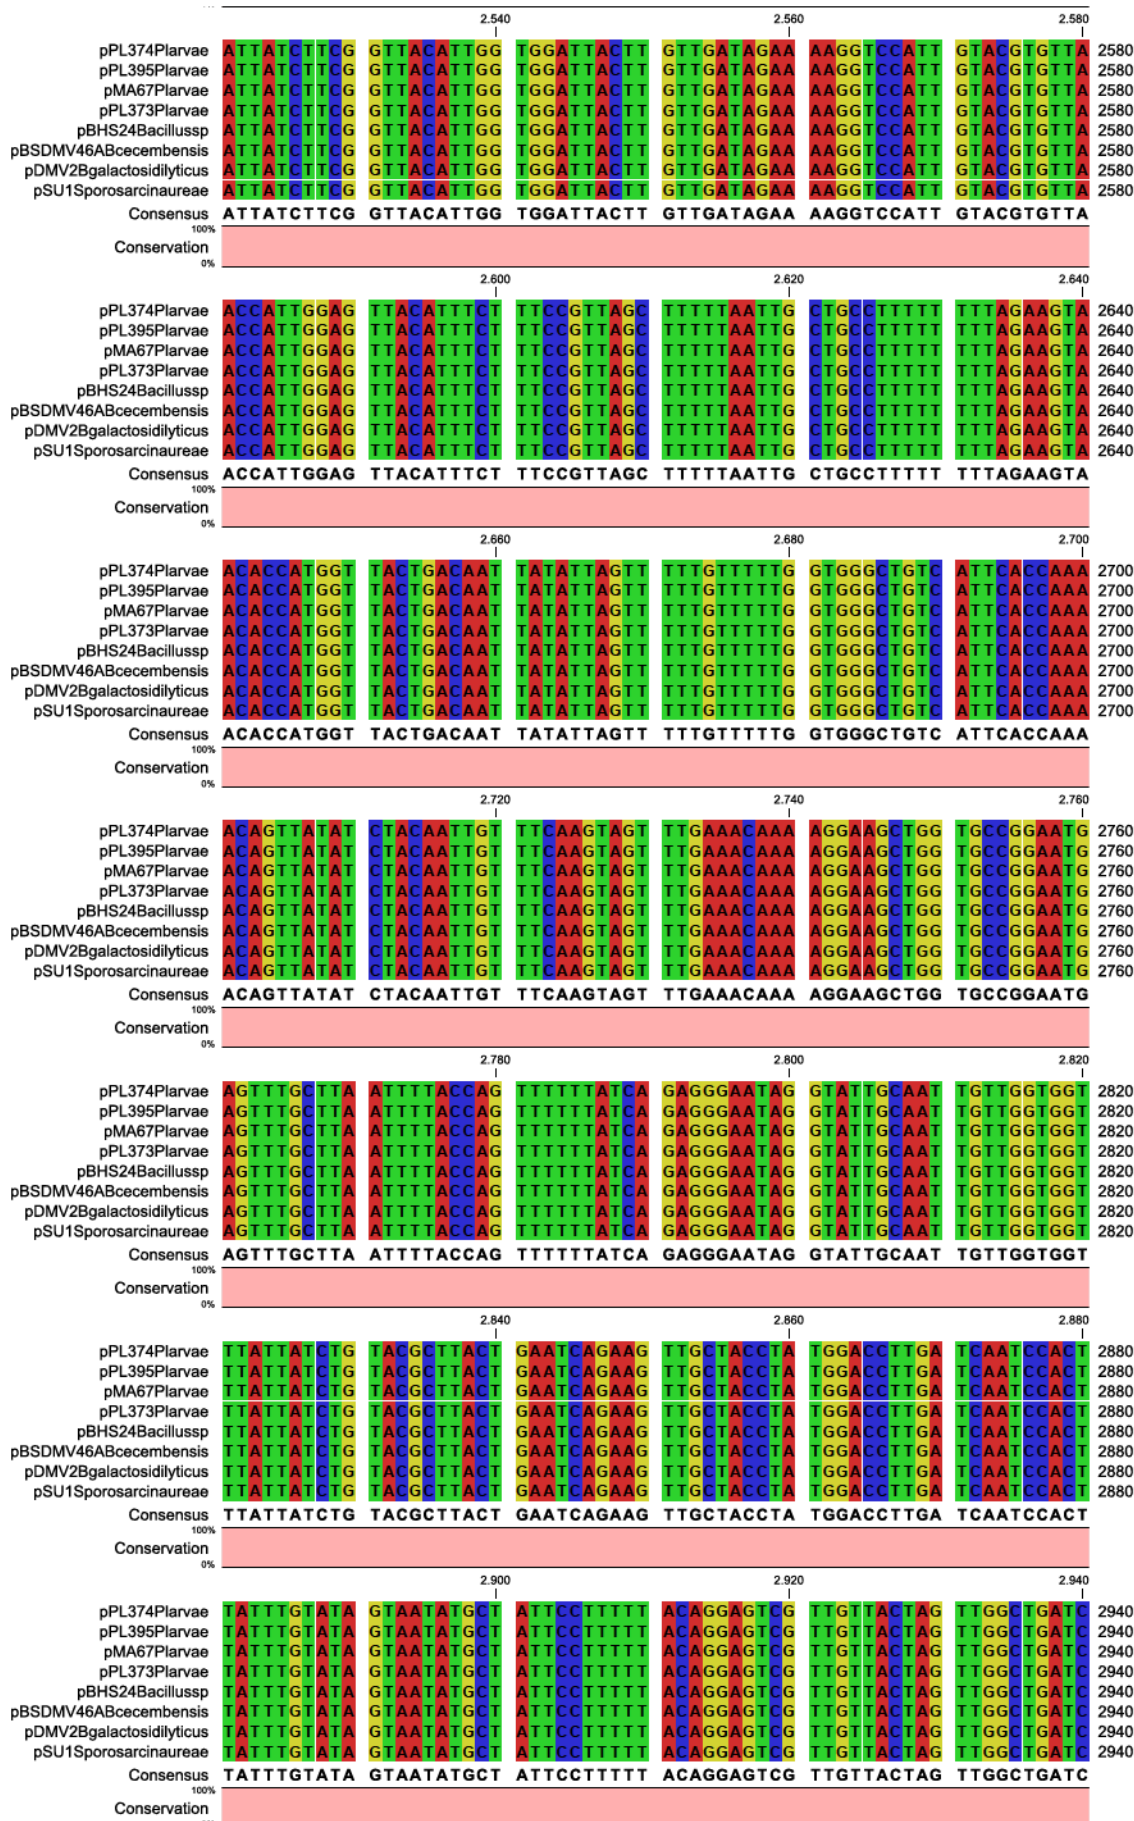 2.540 2.560 2.580
pPL374Plarvae ATTATCTTCG GTTACATTGG TGGATTACTT GTTGATAGAA AAGGTCCATT GTACGTGTTA 2580
pPL395Plarvae ATTATCTTCG GTTACATTGG TGGATTACTT GTTGATAGAA AAGGTCCATT GTACGTGTTA 2580
pMA67Plarvae ATTATCTTCG GTTACATTGG TGGATTACTT GTTGATAGAA AAGGTCCATT GTACGTGTTA 2580
pPL373Plarvae ATTATCTTCG GTTACATTGG TGGATTACTT GTTGATAGAA AAGGTCCATT GTACGTGTTA 2580
pBHS24Bacillussp ATTATCTTCG GTTACATTGG TGGATTACTT GTTGATAGAA AAGGTCCATT GTACGTGTTA 2580
pBSDMV46ABcecembensis ATTATCTTCG GTTACATTGG TGGATTACTT GTTGATAGAA AAGGTCCATT GTACGTGTTA 2580
pDMV2Bgalactosidilyticus ATTATCTTCG GTTACATTGG TGGATTACTT GTTGATAGAA AAGGTCCATT GTACGTGTTA 2580
pSU1Sporosarcinaureae ATTATCTTCG GTTACATTGG TGGATTACTT GTTGATAGAA AAGGTCCATT GTACGTGTTA 2580
Consensus ATTATCTTCG GTTACATTGG TGGATTACTT GTTGATAGAA AAGGTCCATT GTACGTGTTA
100%
Conservation
0%
2.600 2.620 2.640
pPL374Plarvae ACCATTGGAG TTACATTTCT TTCCGTTAGC TTTTTAATTG CTGCCTTTTT TTTAGAAGTA 2640
pPL395Plarvae ACCATTGGAG TTACATTTCT TTCCGTTAGC TTTTTAATTG CTGCCTTTTT TTTAGAAGTA 2640
pMA67Plarvae ACCATTGGAG TTACATTTCT TTCCGTTAGC TTTTTAATTG CTGCCTTTTT TTTAGAAGTA 2640
pPL373Plarvae ACCATTGGAG TTACATTTCT TTCCGTTAGC TTTTTAATTG CTGCCTTTTT TTTAGAAGTA 2640
pBHS24Bacillussp ACCATTGGAG TTACATTTCT TTCCGTTAGC TTTTTAATTG CTGCCTTTTT TTTAGAAGTA 2640
pBSDMV46ABcecembensis ACCATTGGAG TTACATTTCT TTCCGTTAGC TTTTTAATTG CTGCCTTTTT TTTAGAAGTA 2640
pDMV2Bgalactosidilyticus ACCATTGGAG TTACATTTCT TTCCGTTAGC TTTTTAATTG CTGCCTTTTT TTTAGAAGTA 2640
pSU1Sporosarcinaureae ACCATTGGAG TTACATTTCT TTCCGTTAGC TTTTTAATTG CTGCCTTTTT TTTAGAAGTA 2640
Consensus ACCATTGGAG TTACATTTCT TTCCGTTAGC TTTTTAATTG CTGCCTTTTT TTTAGAAGTA
100%
Conservation
0%
2.660 2.680 2.700
pPL374Plarvae ACACCATGGT TACTGACAAT TATATTAGTT TTTGTTTTTG GTGGGCTGTC ATTCACCAAA 2700
pPL395Plarvae ACACCATGGT TACTGACAAT TATATTAGTT TTTGTTTTTG GTGGGCTGTC ATTCACCAAA 2700
pMA67Plarvae ACACCATGGT TACTGACAAT TATATTAGTT TTTGTTTTTG GTGGGCTGTC ATTCACCAAA 2700
pPL373Plarvae ACACCATGGT TACTGACAAT TATATTAGTT TTTGTTTTTG GTGGGCTGTC ATTCACCAAA 2700
pBHS24Bacillussp ACACCATGGT TACTGACAAT TATATTAGTT TTTGTTTTTG GTGGGCTGTC ATTCACCAAA 2700
pBSDMV46ABcecembensis ACACCATGGT TACTGACAAT TATATTAGTT TTTGTTTTTG GTGGGCTGTC ATTCACCAAA 2700
pDMV2Bgalactosidilyticus ACACCATGGT TACTGACAAT TATATTAGTT TTTGTTTTTG GTGGGCTGTC ATTCACCAAA 2700
pSU1Sporosarcinaureae ACACCATGGT TACTGACAAT TATATTAGTT TTTGTTTTTG GTGGGCTGTC ATTCACCAAA 2700
Consensus ACACCATGGT TACTGACAAT TATATTAGTT TTTGTTTTTG GTGGGCTGTC ATTCACCAAA
100%
Conservation
0%
2.720 2.740 2.760
pPL374Plarvae ACAGTTATAT CTACAATTGT TTCAAGTAGT TTGAAACAAA AGGAAGCTGG TGCCGGAATG 2760
pPL395Plarvae ACAGTTATAT CTACAATTGT TTCAAGTAGT TTGAAACAAA AGGAAGCTGG TGCCGGAATG 2760
pMA67Plarvae ACAGTTATAT CTACAATTGT TTCAAGTAGT TTGAAACAAA AGGAAGCTGG TGCCGGAATG 2760
pPL373Plarvae ACAGTTATAT CTACAATTGT TTCAAGTAGT TTGAAACAAA AGGAAGCTGG TGCCGGAATG 2760
pBHS24Bacillussp ACAGTTATAT CTACAATTGT TTCAAGTAGT TTGAAACAAA AGGAAGCTGG TGCCGGAATG 2760
pBSDMV46ABcecembensis ACAGTTATAT CTACAATTGT TTCAAGTAGT TTGAAACAAA AGGAAGCTGG TGCCGGAATG 2760
pDMV2Bgalactosidilyticus ACAGTTATAT CTACAATTGT TTCAAGTAGT TTGAAACAAA AGGAAGCTGG TGCCGGAATG 2760
pSU1Sporosarcinaureae ACAGTTATAT CTACAATTGT TTCAAGTAGT TTGAAACAAA AGGAAGCTGG TGCCGGAATG 2760
Consensus ACAGTTATAT CTACAATTGT TTCAAGTAGT TTGAAACAAA AGGAAGCTGG TGCCGGAATG
100%
Conservation
0%
2.780 2.800 2.820
pPL374Plarvae AGTTTGCTTA ATTTTACCAG TTTTTTATCA GAGGGAATAG GTATTGCAAT TGTTGGTGGT 2820
pPL395Plarvae AGTTTGCTTA ATTTTACCAG TTTTTTATCA GAGGGAATAG GTATTGCAAT TGTTGGTGGT 2820
pMA67Plarvae AGTTTGCTTA ATTTTACCAG TTTTTTATCA GAGGGAATAG GTATTGCAAT TGTTGGTGGT 2820
pPL373Plarvae AGTTTGCTTA ATTTTACCAG TTTTTTATCA GAGGGAATAG GTATTGCAAT TGTTGGTGGT 2820
pBHS24Bacillussp AGTTTGCTTA ATTTTACCAG TTTTTTATCA GAGGGAATAG GTATTGCAAT TGTTGGTGGT 2820
pBSDMV46ABcecembensis AGTTTGCTTA ATTTTACCAG TTTTTTATCA GAGGGAATAG GTATTGCAAT TGTTGGTGGT 2820
pDMV2Bgalactosidilyticus AGTTTGCTTA ATTTTACCAG TTTTTTATCA GAGGGAATAG GTATTGCAAT TGTTGGTGGT 2820
pSU1Sporosarcinaureae AGTTTGCTTA ATTTTACCAG TTTTTTATCA GAGGGAATAG GTATTGCAAT TGTTGGTGGT 2820
Consensus AGTTTGCTTA ATTTTACCAG TTTTTTATCA GAGGGAATAG GTATTGCAAT TGTTGGTGGT
100%
Conservation
0%
2.840 2.860 2.880
pPL374Plarvae TTATTATCTG TACGCTTACT GAATCAGAAG TTGCTACCTA TGGACCTTGA TCAATCCACT 2880
pPL395Plarvae TTATTATCTG TACGCTTACT GAATCAGAAG TTGCTACCTA TGGACCTTGA TCAATCCACT 2880
pMA67Plarvae TTATTATCTG TACGCTTACT GAATCAGAAG TTGCTACCTA TGGACCTTGA TCAATCCACT 2880
pPL373Plarvae TTATTATCTG TACGCTTACT GAATCAGAAG TTGCTACCTA TGGACCTTGA TCAATCCACT 2880
pBHS24Bacillussp TTATTATCTG TACGCTTACT GAATCAGAAG TTGCTACCTA TGGACCTTGA TCAATCCACT 2880
pBSDMV46ABcecembensis TTATTATCTG TACGCTTACT GAATCAGAAG TTGCTACCTA TGGACCTTGA TCAATCCACT 2880
pDMV2Bgalactosidilyticus TTATTATCTG TACGCTTACT GAATCAGAAG TTGCTACCTA TGGACCTTGA TCAATCCACT 2880
pSU1Sporosarcinaureae TTATTATCTG TACGCTTACT GAATCAGAAG TTGCTACCTA TGGACCTTGA TCAATCCACT 2880
Consensus TTATTATCTG TACGCTTACT GAATCAGAAG TTGCTACCTA TGGACCTTGA TCAATCCACT
100%
Conservation
0%
2.900 2.920 2.940
pPL374Plarvae TATTTGTATA GTAATATGCT ATTCCTTTTT ACAGGAGTCG TTGTTACTAG TTGGCTGATC 2940
pPL395Plarvae TATTTGTATA GTAATATGCT ATTCCTTTTT ACAGGAGTCG TTGTTACTAG TTGGCTGATC 2940
pMA67Plarvae TATTTGTATA GTAATATGCT ATTCCTTTTT ACAGGAGTCG TTGTTACTAG TTGGCTGATC 2940
pPL373Plarvae TATTTGTATA GTAATATGCT ATTCCTTTTT ACAGGAGTCG TTGTTACTAG TTGGCTGATC 2940
pBHS24Bacillussp TATTTGTATA GTAATATGCT ATTCCTTTTT ACAGGAGTCG TTGTTACTAG TTGGCTGATC 2940
pBSDMV46ABcecembensis TATTTGTATA GTAATATGCT ATTCCTTTTT ACAGGAGTCG TTGTTACTAG TTGGCTGATC 2940
pDMV2Bgalactosidilyticus TATTTGTATA GTAATATGCT ATTCCTTTTT ACAGGAGTCG TTGTTACTAG TTGGCTGATC 2940
pSU1Sporosarcinaureae TATTTGTATA GTAATATGCT ATTCCTTTTT ACAGGAGTCG TTGTTACTAG TTGGCTGATC 2940
Consensus TATTTGTATA GTAATATGCT ATTCCTTTTT ACAGGAGTCG TTGTTACTAG TTGGCTGATC
100%
Conservation